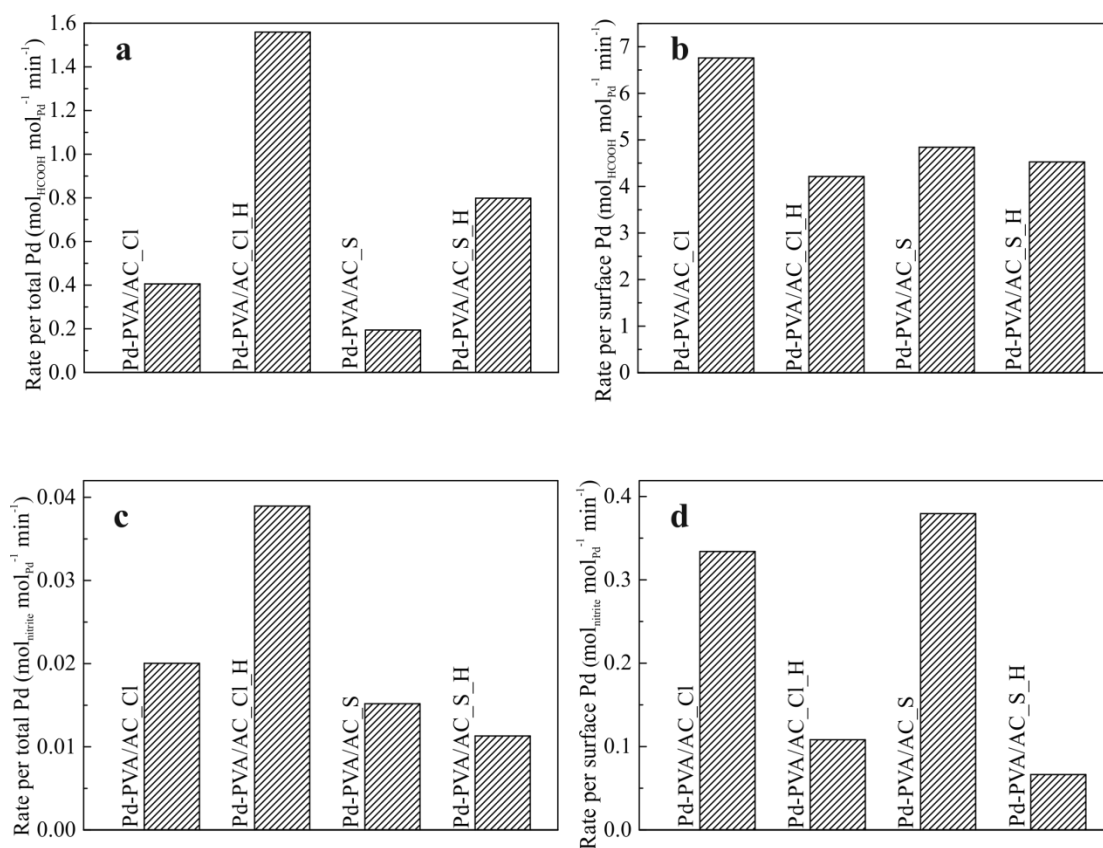 a
Rate per total Pd (mol_HCOOH mol_Pd^-1 min^-1)
1.6
1.4
1.2
1.0
0.8
0.6
0.4
0.2
0.0
Pd-PVA/AC_Cl
Pd-PVA/AC_Cl_H
Pd-PVA/AC_S
Pd-PVA/AC_S_H
b
Rate per surface Pd (mol_HCOOH mol_Pd^-1 min^-1)
7
6
5
4
3
2
1
0
Pd-PVA/AC_Cl
Pd-PVA/AC_Cl_H
Pd-PVA/AC_S
Pd-PVA/AC_S_H
c
Rate per total Pd (mol_nitrite mol_Pd^-1 min^-1)
0.04
0.03
0.02
0.01
0.00
Pd-PVA/AC_Cl
Pd-PVA/AC_Cl_H
Pd-PVA/AC_S
Pd-PVA/AC_S_H
d
Rate per surface Pd (mol_nitrite mol_Pd^-1 min^-1)
0.4
0.3
0.2
0.1
0.0
Pd-PVA/AC_Cl
Pd-PVA/AC_Cl_H
Pd-PVA/AC_S
Pd-PVA/AC_S_H